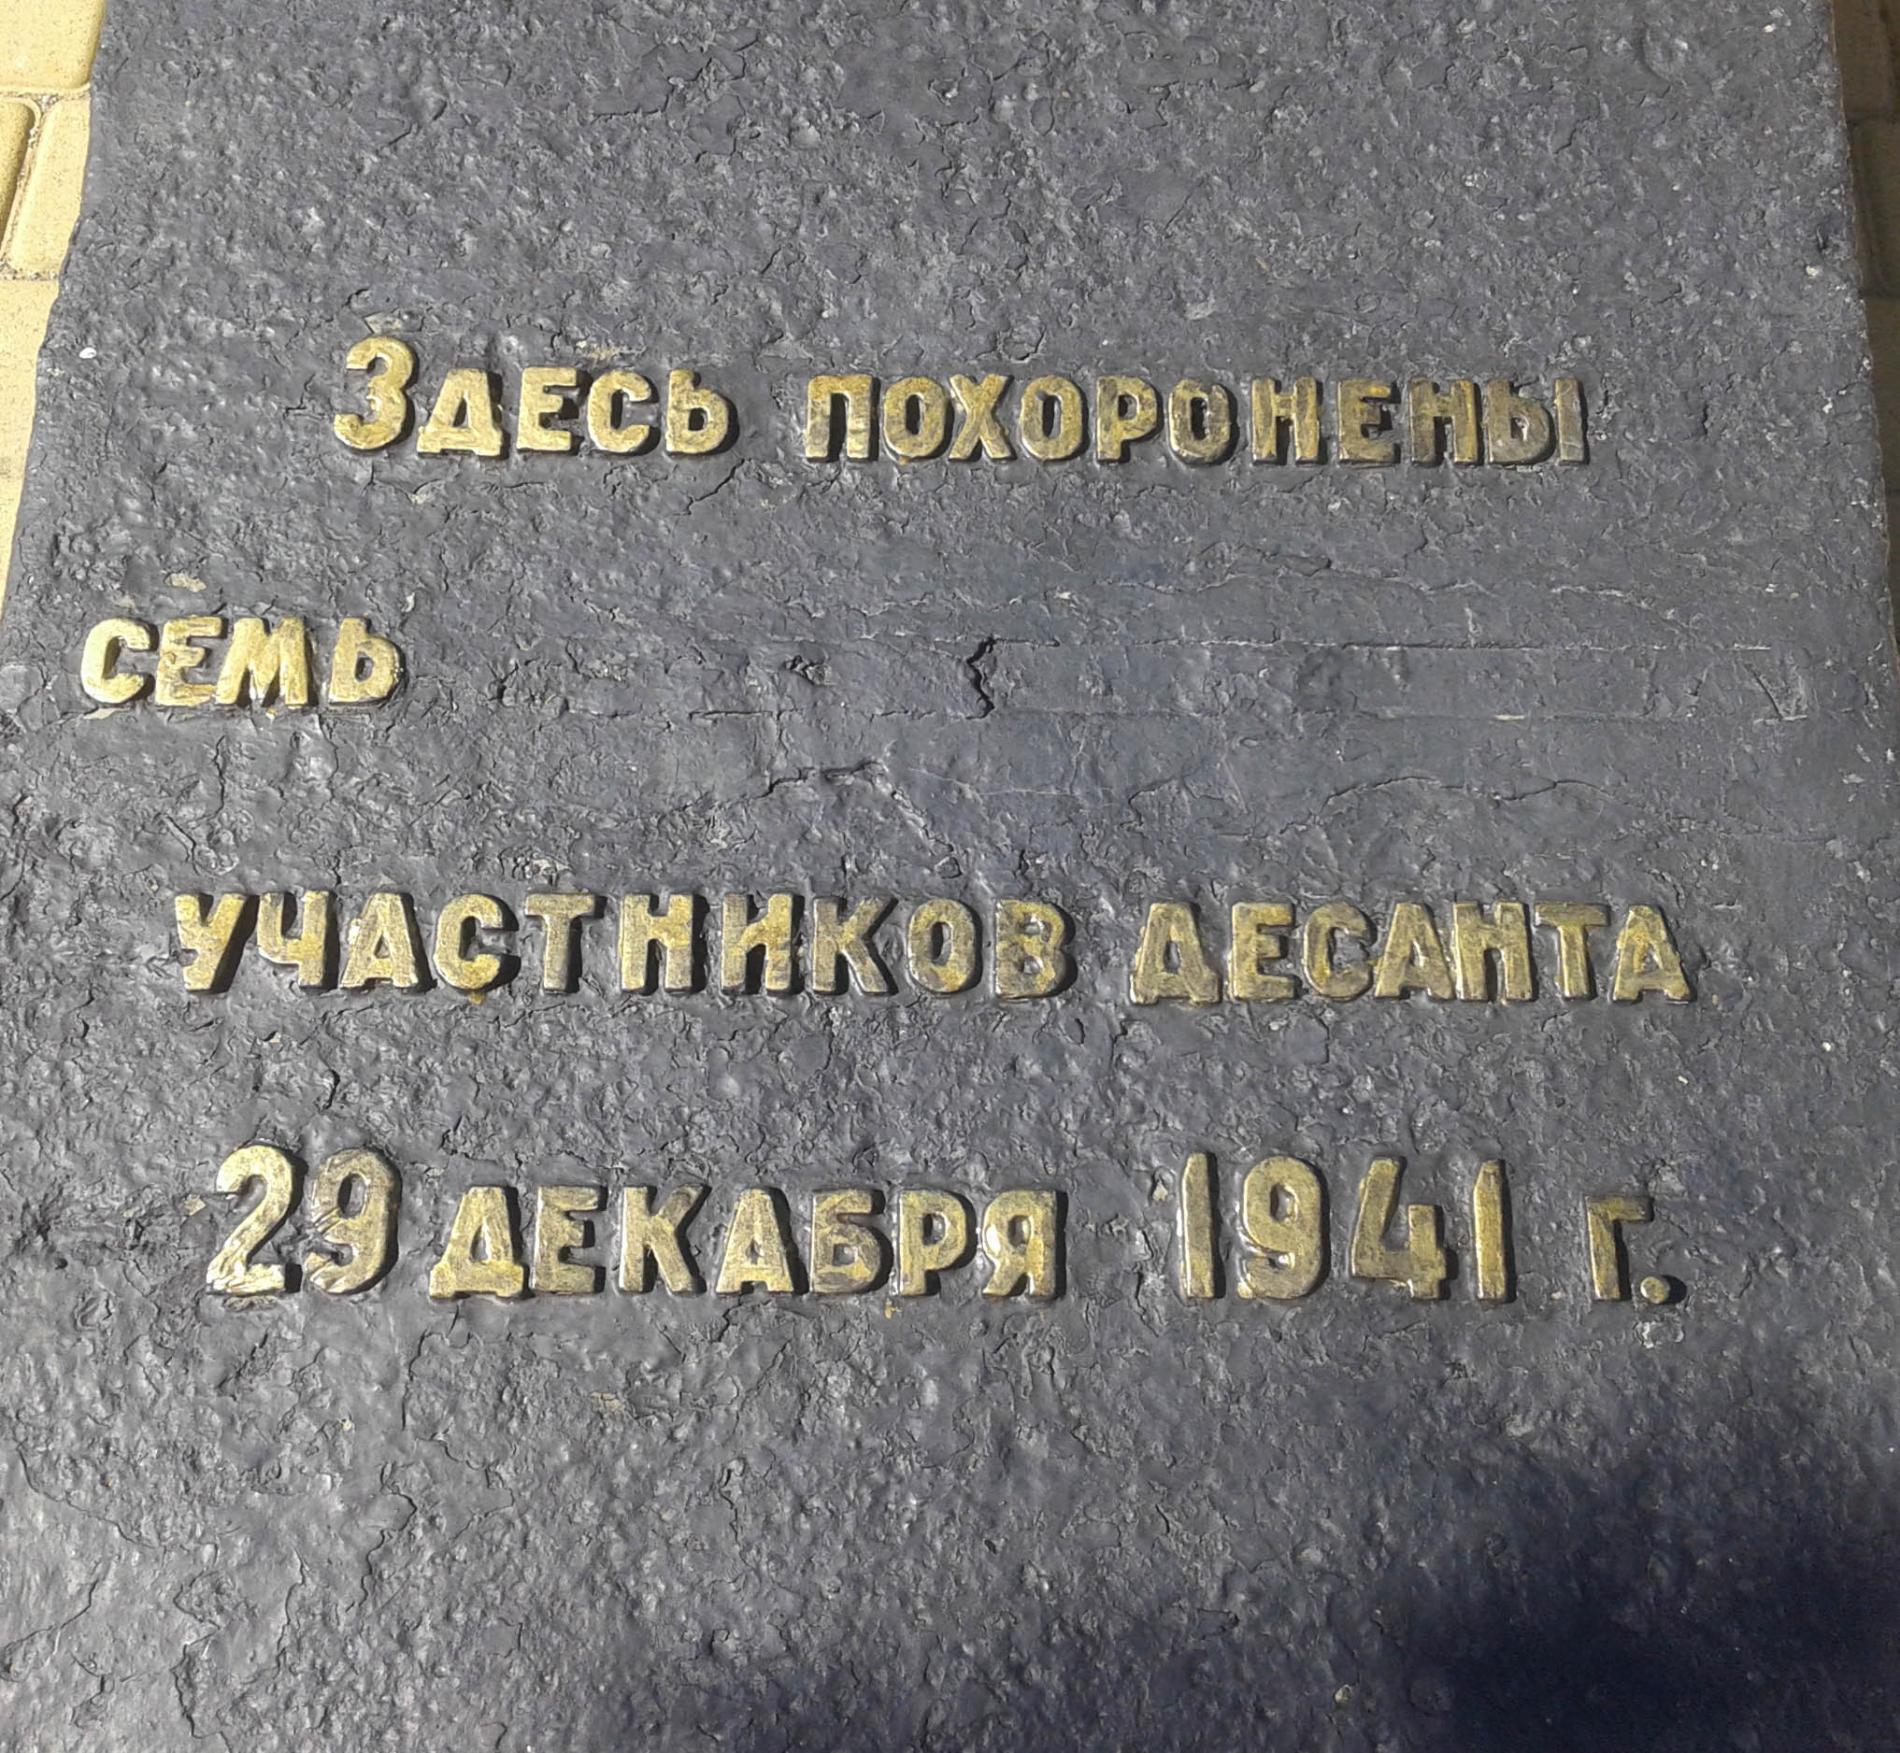 Здесь похоронены
семь
участников десанта
29 декабря 1941 г.